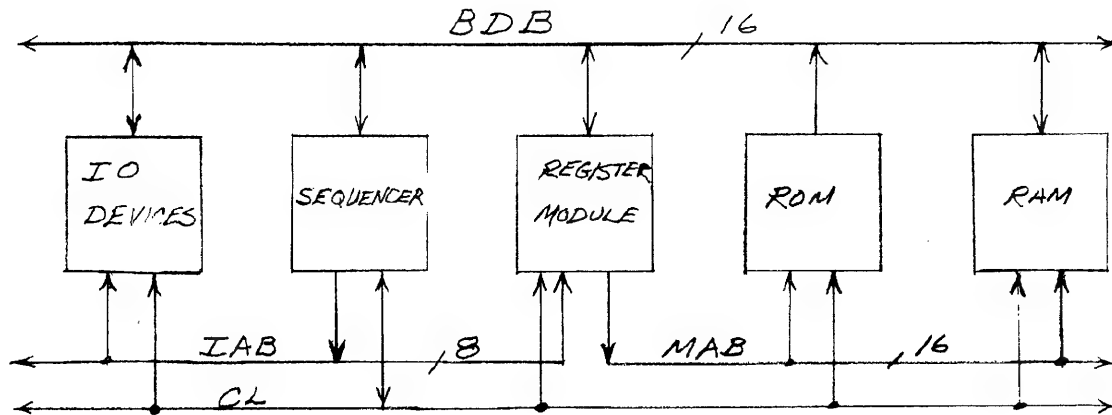 BDB 16
IO
DEVICES
SEQUENCER
REGISTER
MODULE
ROM
RAM
IAB 8
MAB 16
CL